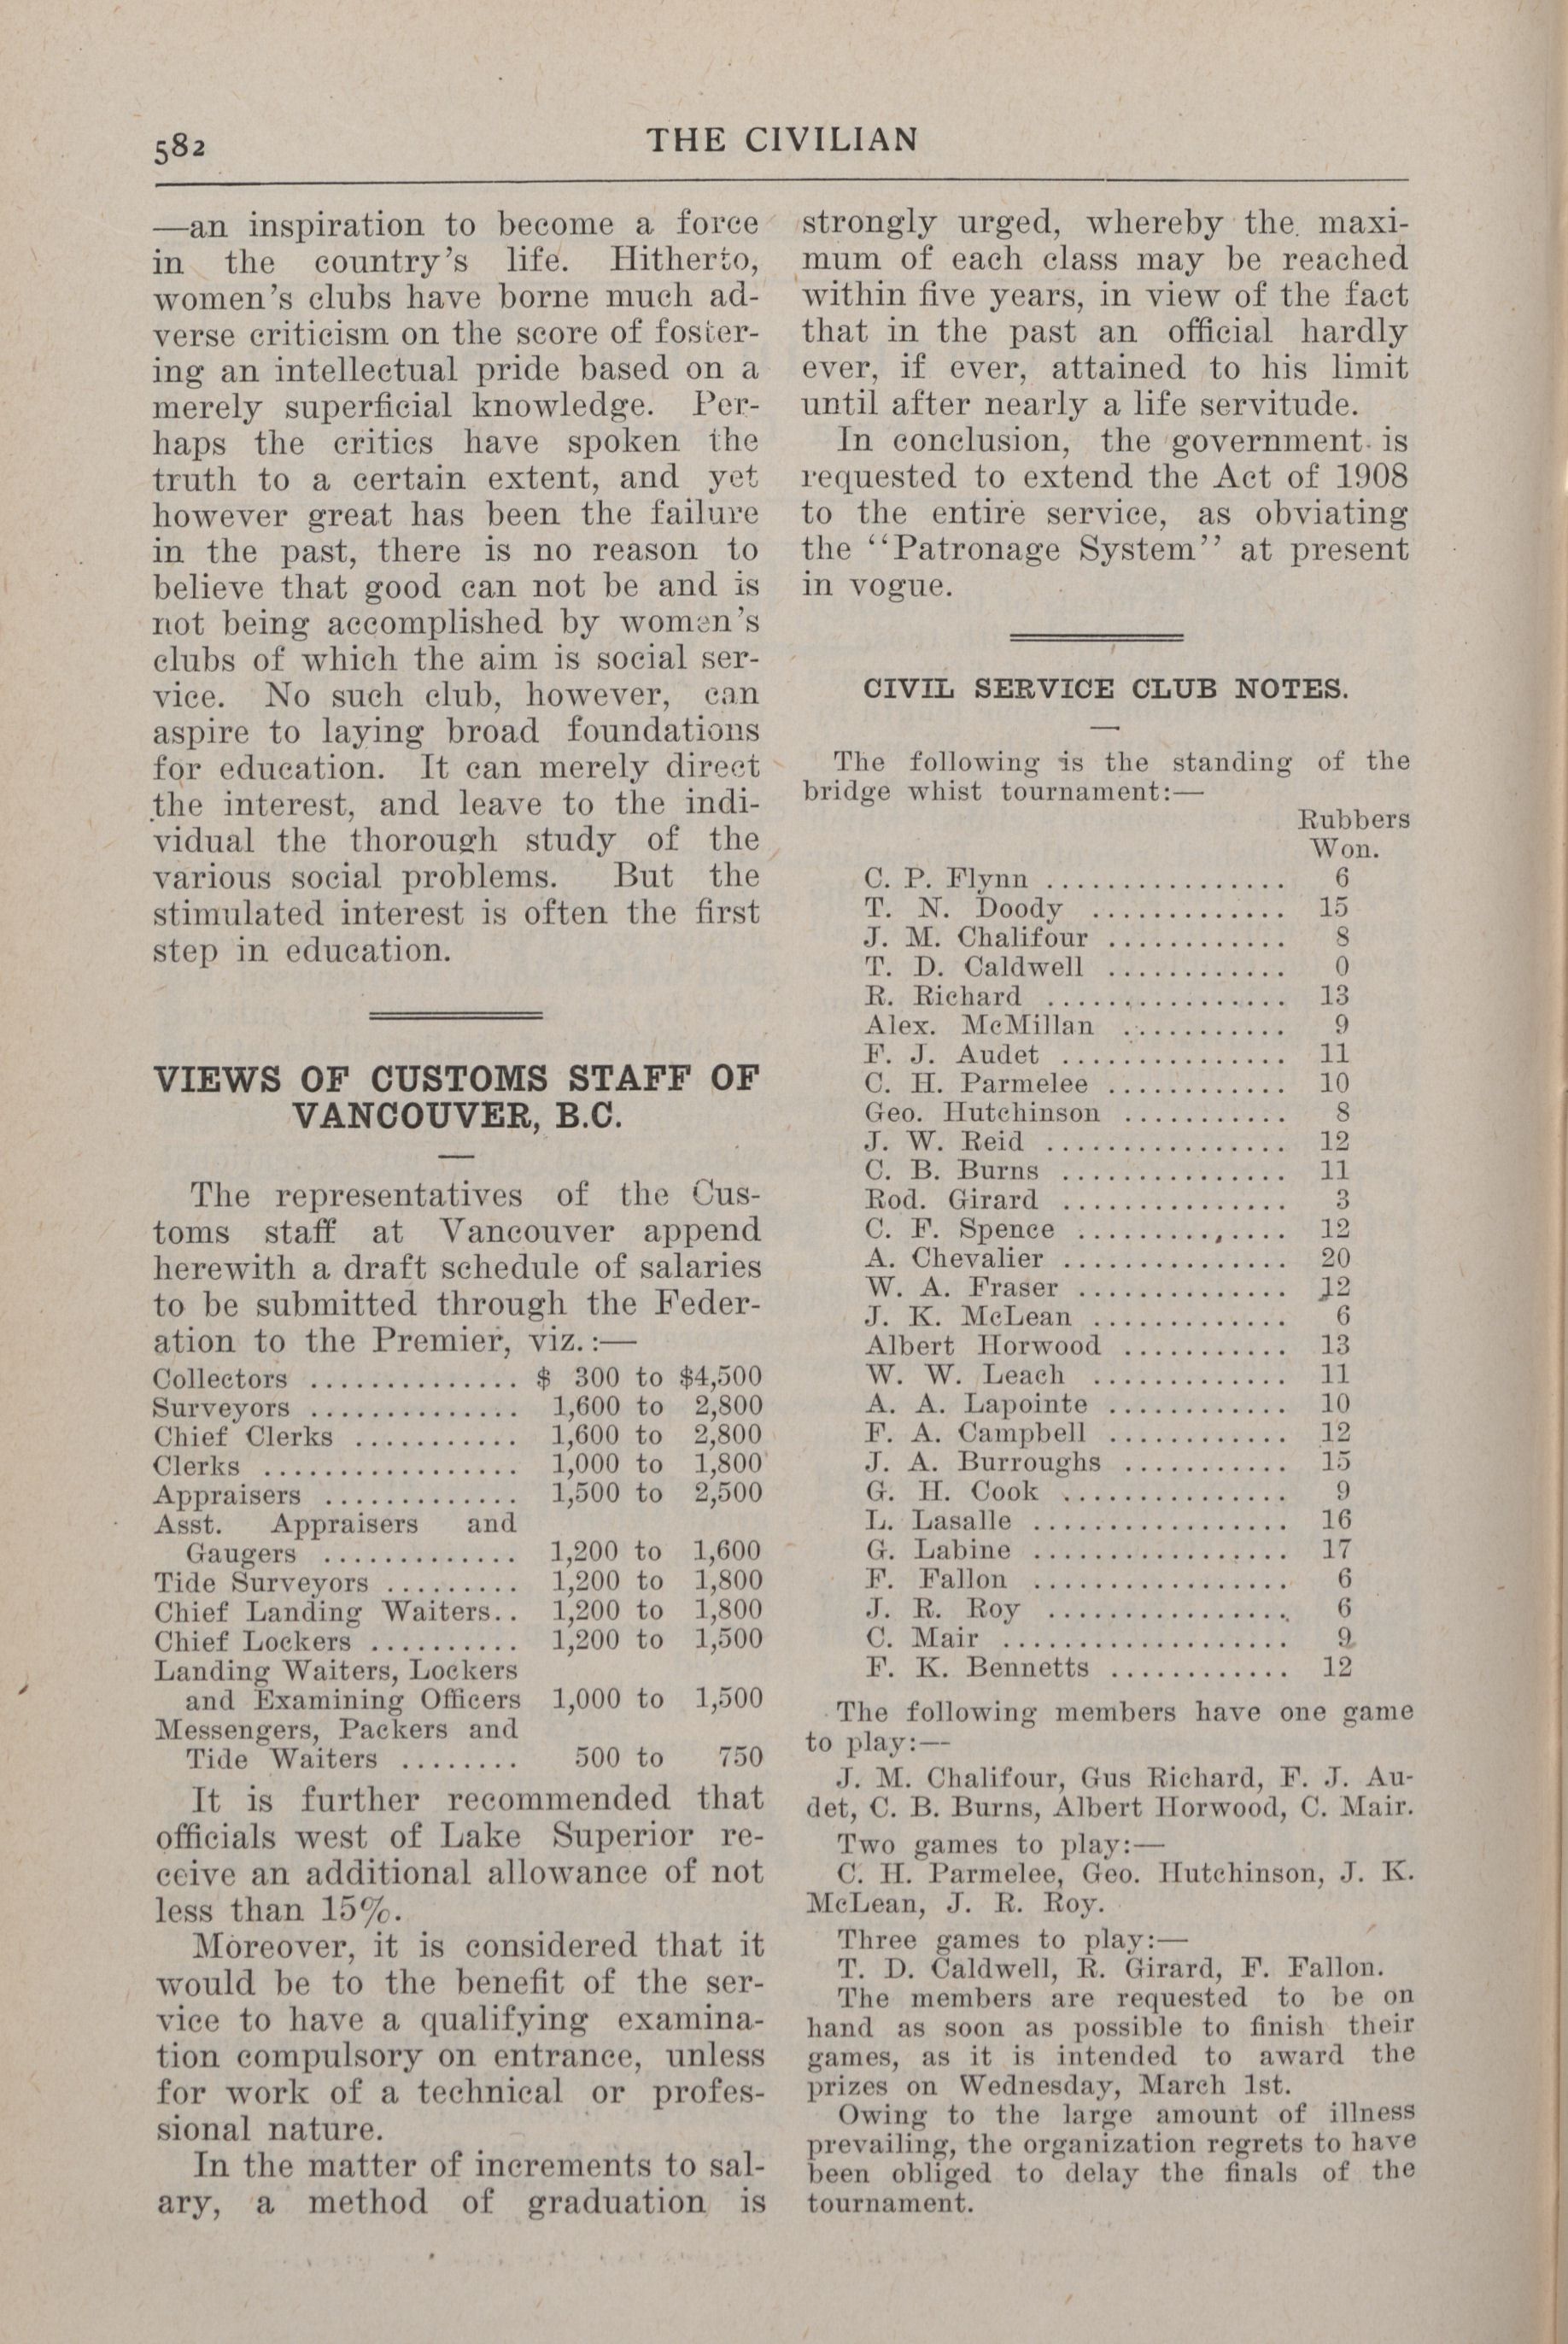 582
THE CIVILIAN
—an inspiration to become a force
in the country's life. Hitherto,
women's clubs have borne much ad-
verse criticism on the score of foster-
ing an intellectual pride based on a
merely superficial knowledge. Per-
haps the critics have spoken the
truth to a certain extent, and yet
however great has been the failure
in the past, there is no reason to
believe that good can not be and is
not being accomplished by women's
clubs of which the aim is social ser-
vice. No such club, however, can
aspire to laying broad foundations
for education. It can merely direct
the interest, and leave to the indi-
vidual the thorough study of the
various social problems. But the
stimulated interest is often the first
step in education.
VIEWS OF CUSTOMS STAFF OF
VANCOUVER, B.C.
The representatives of the Cus-
toms staff at Vancouver append
herewith a draft schedule of salaries
to be submitted through the Feder-
ation to the Premier, viz.:—
Collectors .............. $ 300 to $4,500
Surveyors .............. 1,600 to 2,800
Chief Clerks ........... 1,600 to 2,800
Clerks ................. 1,000 to 1,800
Appraisers ............. 1,500 to 2,500
Asst. Appraisers and
Gaugers ............. 1,200 to 1,600
Tide Surveyors ......... 1,200 to 1,800
Chief Landing Waiters.. 1,200 to 1,800
Chief Lockers .......... 1,200 to 1,500
Landing Waiters, Lockers
and Examining Officers 1,000 to 1,500
Messengers, Packers and
Tide Waiters ........ 500 to 750
It is further recommended that
officials west of Lake Superior re-
ceive an additional allowance of not
less than 15%.
Moreover, it is considered that it
would be to the benefit of the ser-
vice to have a qualifying examina-
tion compulsory on entrance, unless
for work of a technical or profes-
sional nature.
In the matter of increments to sal-
ary, a method of graduation is
strongly urged, whereby the maxi-
mum of each class may be reached
within five years, in view of the fact
that in the past an official hardly
ever, if ever, attained to his limit
until after nearly a life servitude.
In conclusion, the government is
requested to extend the Act of 1908
to the entire service, as obviating
the "Patronage System" at present
in vogue.
CIVIL SERVICE CLUB NOTES.
The following is the standing of the
bridge whist tournament:—
Rubbers
Won.
C. P. Flynn ................ 6
T. N. Doody ............. 15
J. M. Chalifour ............ 8
T. D. Caldwell ............ 0
R. Richard ................ 13
Alex. McMillan ........... 9
F. J. Audet ............... 11
C. H. Parmelee ............ 10
Geo. Hutchinson ........... 8
J. W. Reid ................ 12
C. B. Burns ............... 11
Rod. Girard ............... 3
C. F. Spence .............. 12
A. Chevalier ............... 20
W. A. Fraser .............. 12
J. K. McLean ............. 6
Albert Horwood ........... 13
W. W. Leach ............. 11
A. A. Lapointe ............ 10
F. A. Campbell ............ 12
J. A. Burroughs ........... 15
G. H. Cook ............... 9
L. Lasalle ................. 16
G. Labine ................. 17
F. Fallon ................. 6
J. R. Roy ................ 6
C. Mair ................... 9
F. K. Bennetts ............ 12
The following members have one game
to play:—
J. M. Chalifour, Gus Richard, F. J. Au-
det, C. B. Burns, Albert Horwood, C. Mair.
Two games to play:—
C. H. Parmelee, Geo. Hutchinson, J. K.
McLean, J. R. Roy.
Three games to play:—
T. D. Caldwell, R. Girard, F. Fallon.
The members are requested to be on
hand as soon as possible to finish their
games, as it is intended to award the
prizes on Wednesday, March 1st.
Owing to the large amount of illness
prevailing, the organization regrets to have
been obliged to delay the finals of the
tournament.